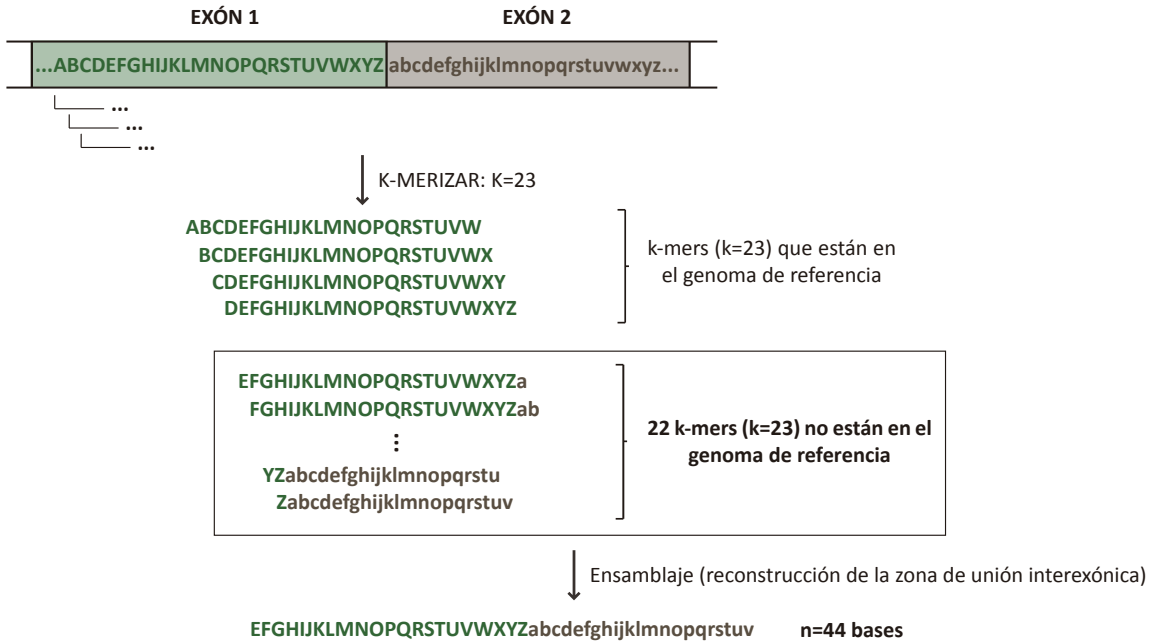 EXÓN 1 EXÓN 2
...ABCDEFGHIJKLMNOPQRSTUVWXYZ abcdefghijklmnopqrstuvwxyz...
...
...
...
K-MERIZAR: K=23
ABCDEFGHIJKLMNOPQRSTUVW
BCDEFGHIJKLMNOPQRSTUVWX
CDEFGHIJKLMNOPQRSTUVWXY
DEFGHIJKLMNOPQRSTUVWXYZ
k-mers (k=23) que están en
el genoma de referencia
EFGHIJKLMNOPQRSTUVWXYZa
FGHIJKLMNOPQRSTUVWXYZab
⋮
YZabcdefghijklmnopqrstu
Zabcdefghijklmnopqrstuv
22 k-mers (k=23) no están en el
genoma de referencia
Ensamblaje (reconstrucción de la zona de unión interexónica)
EFGHIJKLMNOPQRSTUVWXYZabcdefghijklmnopqrstuv n=44 bases